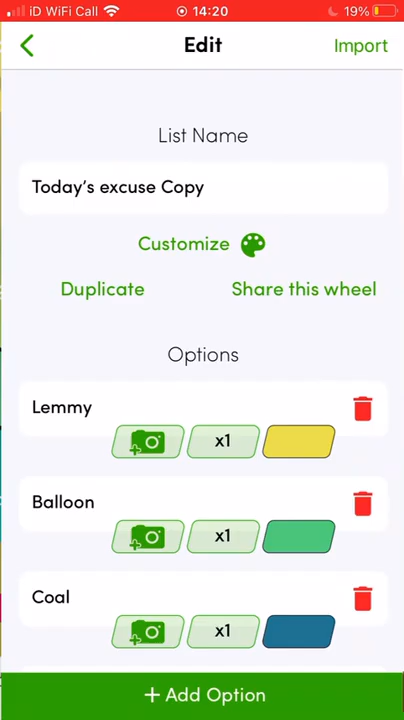 iD WiFi Call 14:20 19%
Edit Import
List Name
Today's excuse Copy
Customize
Duplicate Share this wheel
Options
Lemmy
x1
Balloon
x1
Coal
x1
+ Add Option